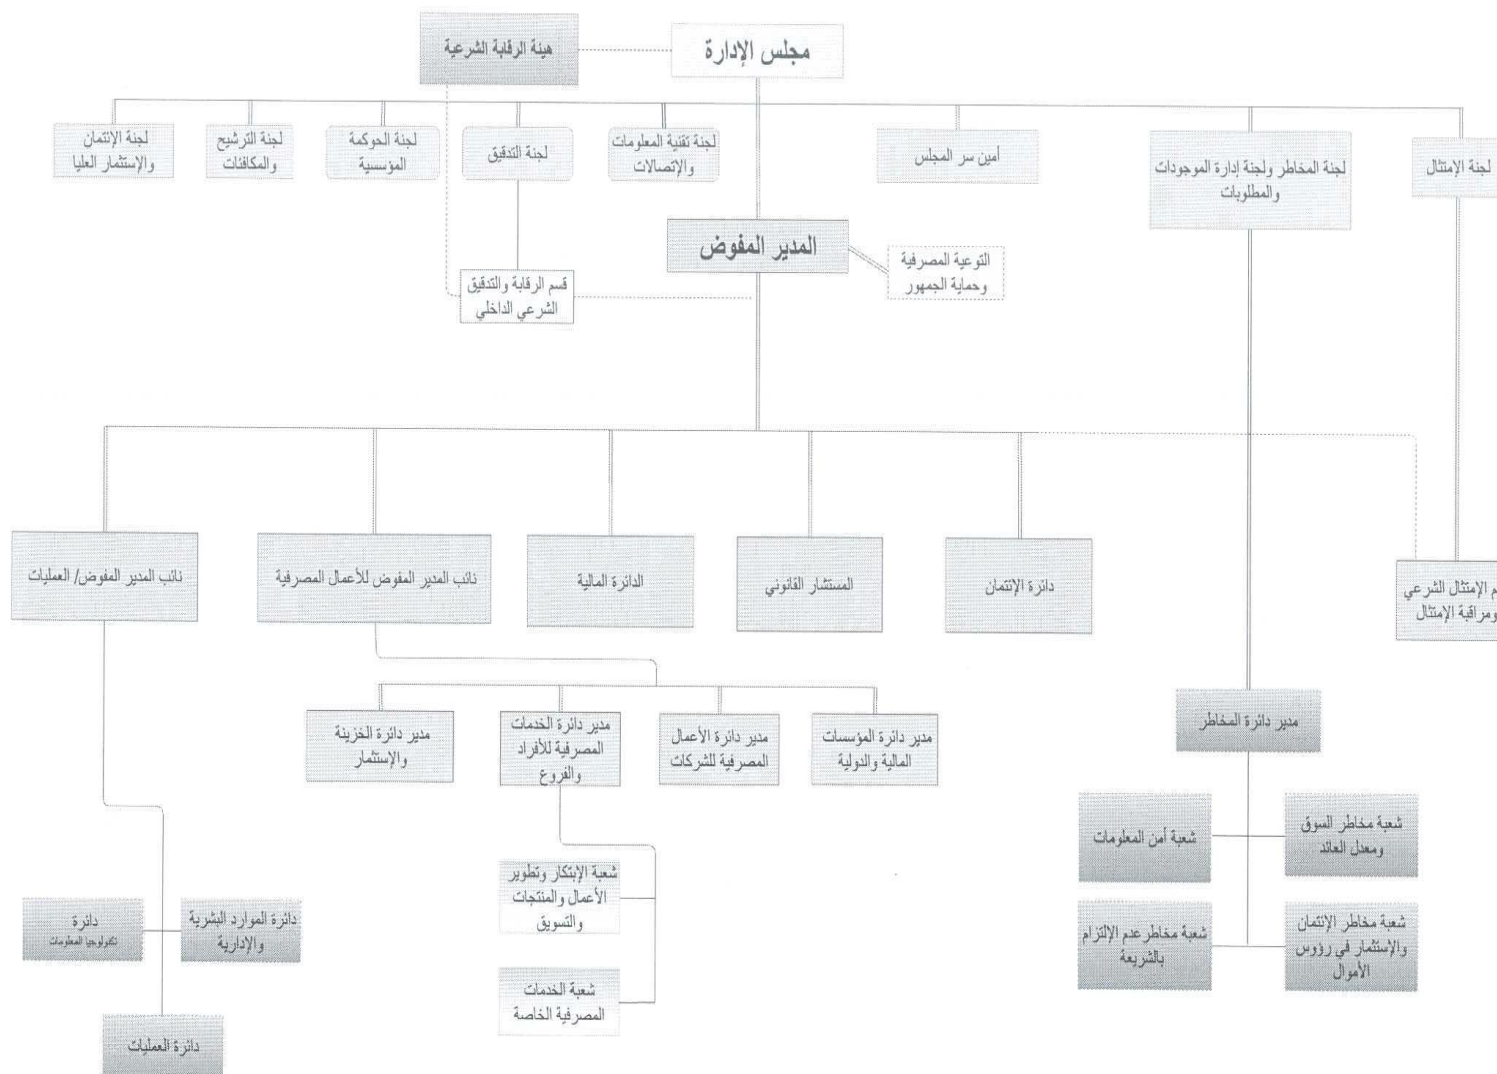 مجلس الإدارة
هيئة الرقابة الشرعية
لجنة الإمتثال
لجنة المخاطر ولجنة إدارة الموجودات
والمطلوبات
أمين سر المجلس
لجنة تقنية المعلومات
والإتصالات
لجنة التدقيق
لجنة الحوكمة
المؤسسية
لجنة الترشيح
والمكافئات
لجنة الإئتمان
والإستثمار العليا
المدير المفوض
التوعية المصرفية
وحماية الجمهور
قسم الرقابة والتدقيق
الشرعي الداخلي
الإمتثال الشرعي
ومراقبة الإمتثال
دائرة الإئتمان
المستشار القانوني
الدائرة المالية
نائب المدير المفوض للأعمال المصرفية
نائب المدير المفوض/ العمليات
مدير دائرة المخاطر
مدير دائرة المؤسسات
المالية والدولية
مدير دائرة الأعمال
المصرفية للشركات
مدير دائرة الخدمات
المصرفية للأفراد
والفروع
مدير دائرة الخزينة
والإستثمار
شعبة مخاطر السوق
ومعدل العائد
شعبة أمن المعلومات
شعبة مخاطر الإئتمان
والإستثمار في رؤوس
الأموال
شعبة مخاطرعدم الإلتزام
بالشريعة
شعبة الإبتكار وتطوير
الأعمال والمنتجات
والتسويق
شعبة الخدمات
المصرفية الخاصة
دائرة الموارد البشرية
والإدارية
دائرة
تكنولوجيا المعلومات
دائرة العمليات